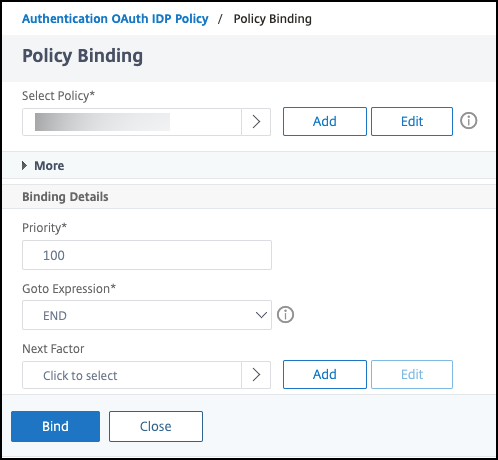 Authentication OAuth IDP Policy / Policy Binding
Policy Binding
Select Policy*
Add Edit
More
Binding Details
Priority*
100
Goto Expression*
END
Next Factor
Click to select Add Edit
Bind Close